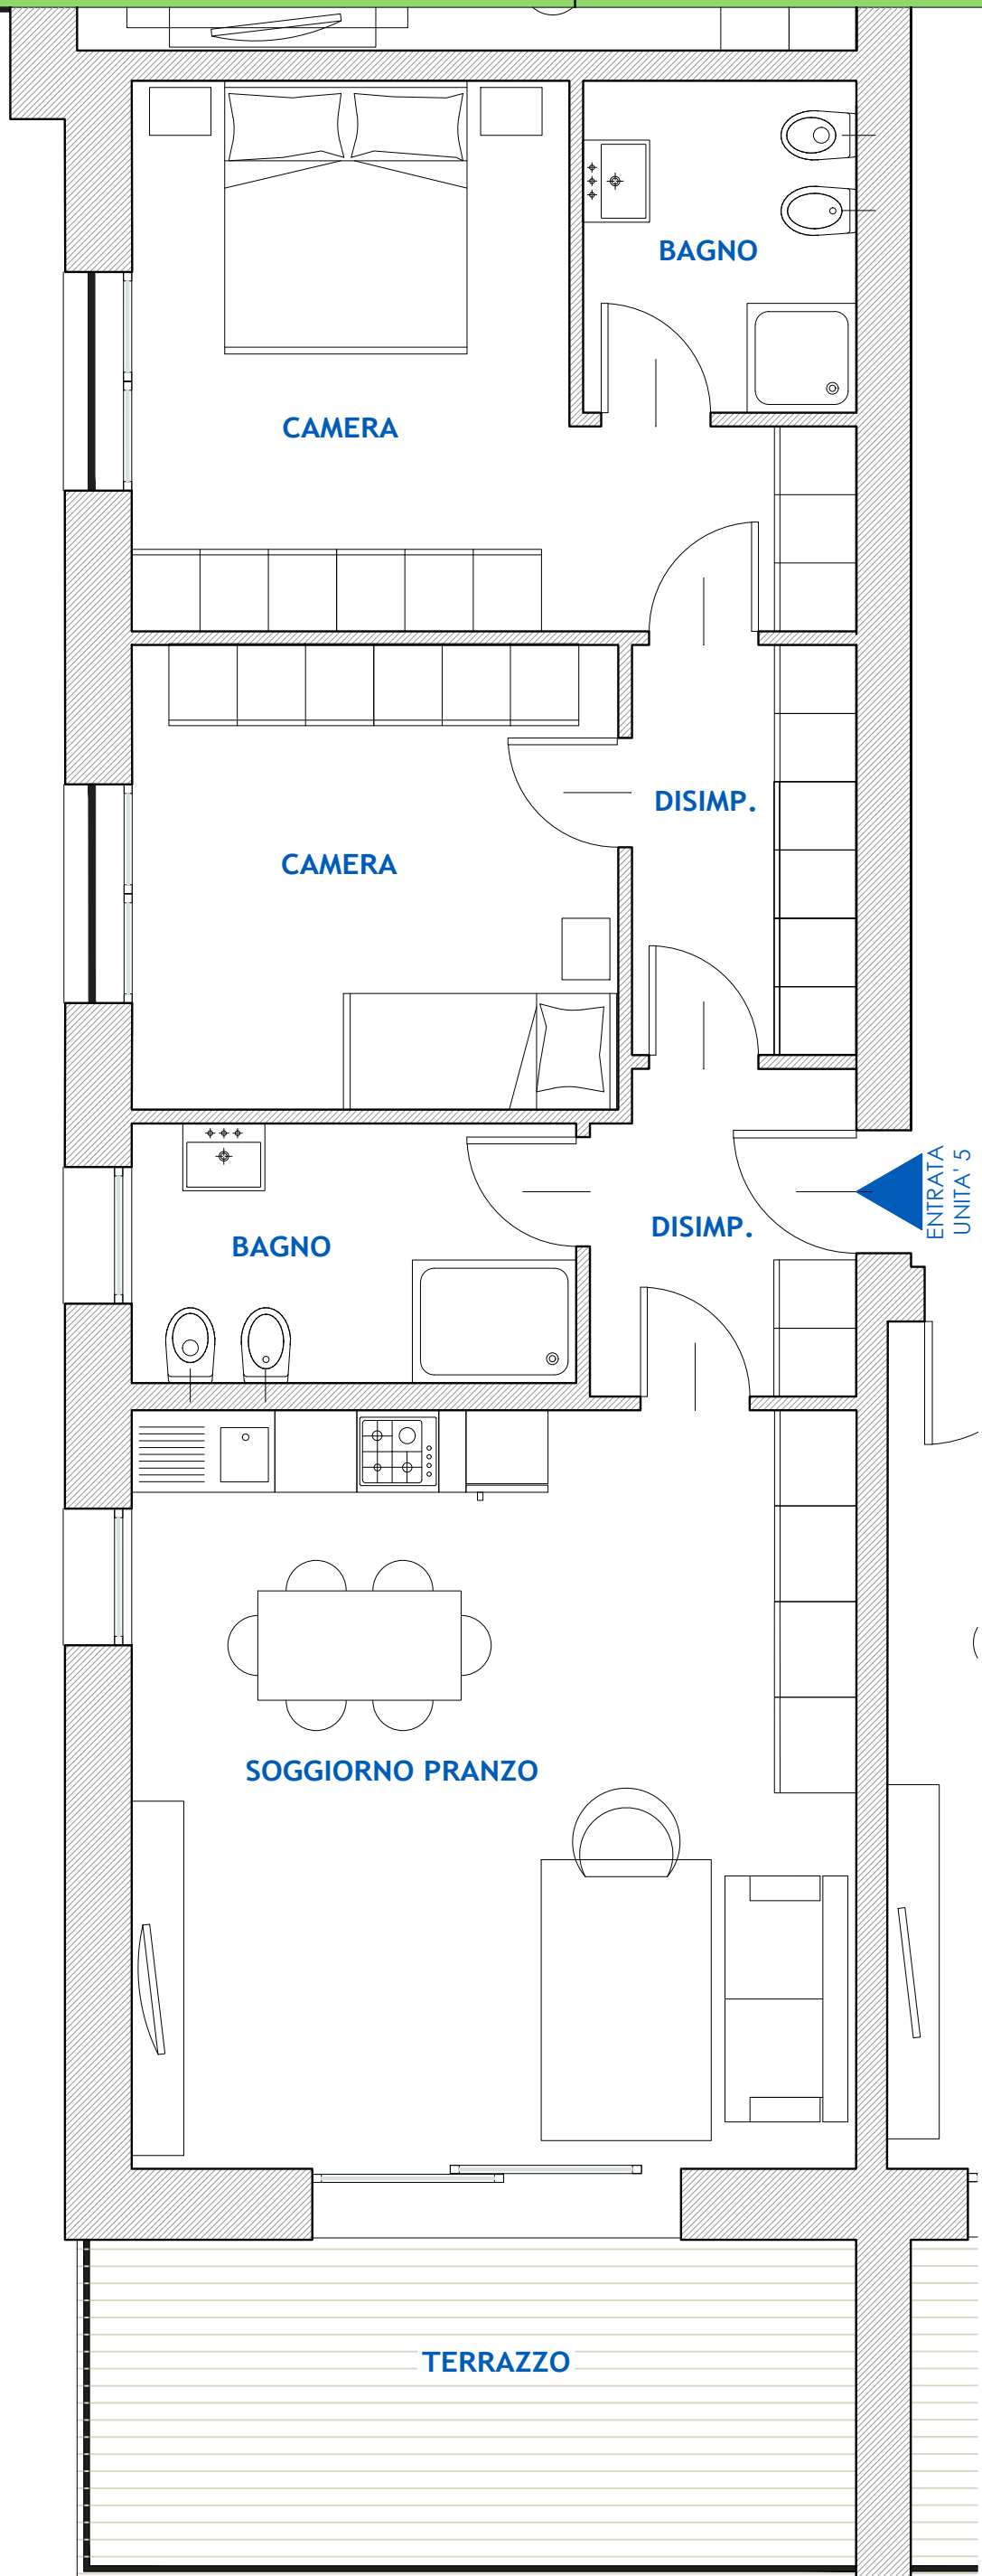 BAGNO
CAMERA
DISIMP.
CAMERA
ENTRATA
UNITA' 5
DISIMP.
BAGNO
SOGGIORNO PRANZO
TERRAZZO